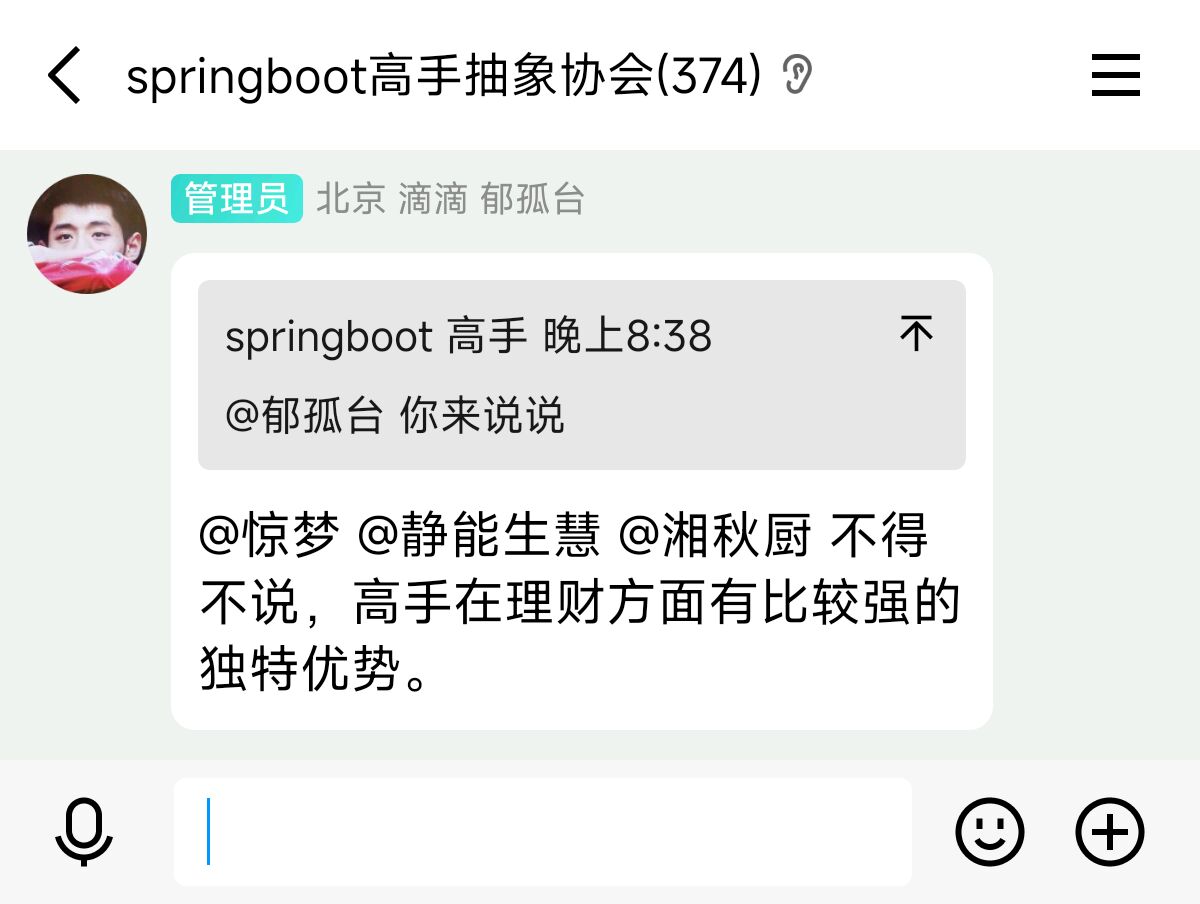 springboot高手抽象协会(374)
管理员 北京 滴滴 郁孤台
springboot 高手 晚上8:38
@郁孤台 你来说说
@惊梦 @静能生慧 @湘秋厨 不得
不说，高手在理财方面有比较强的
独特优势。